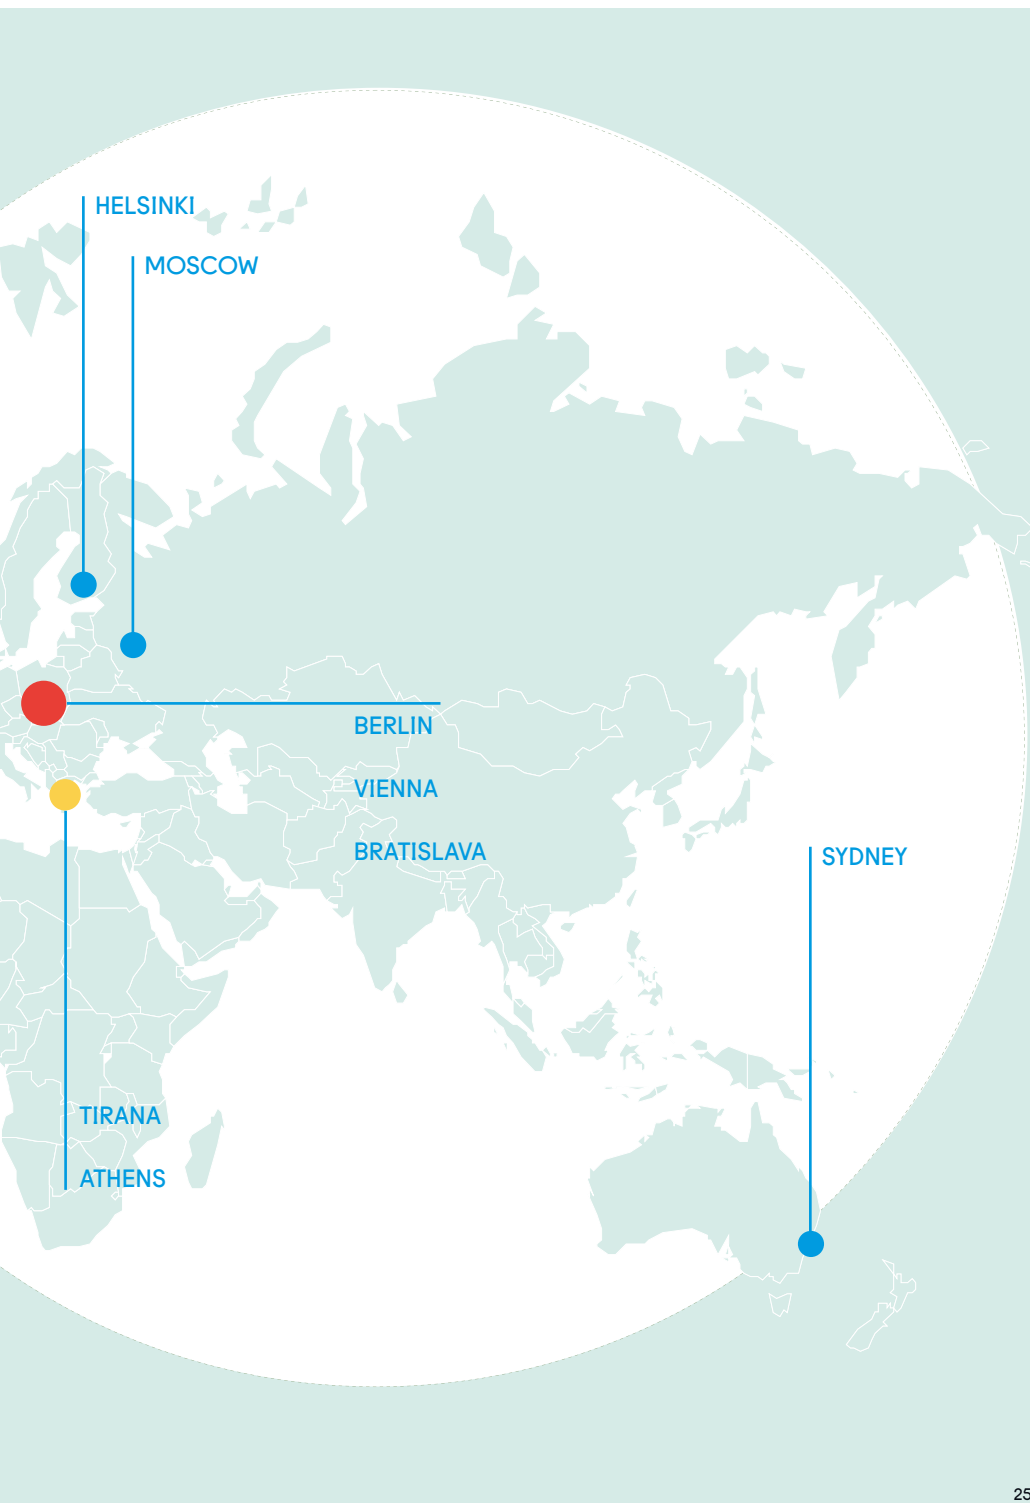 HELSINKI
MOSCOW
BERLIN
VIENNA
BRATISLAVA
SYDNEY
TIRANA
ATHENS
25